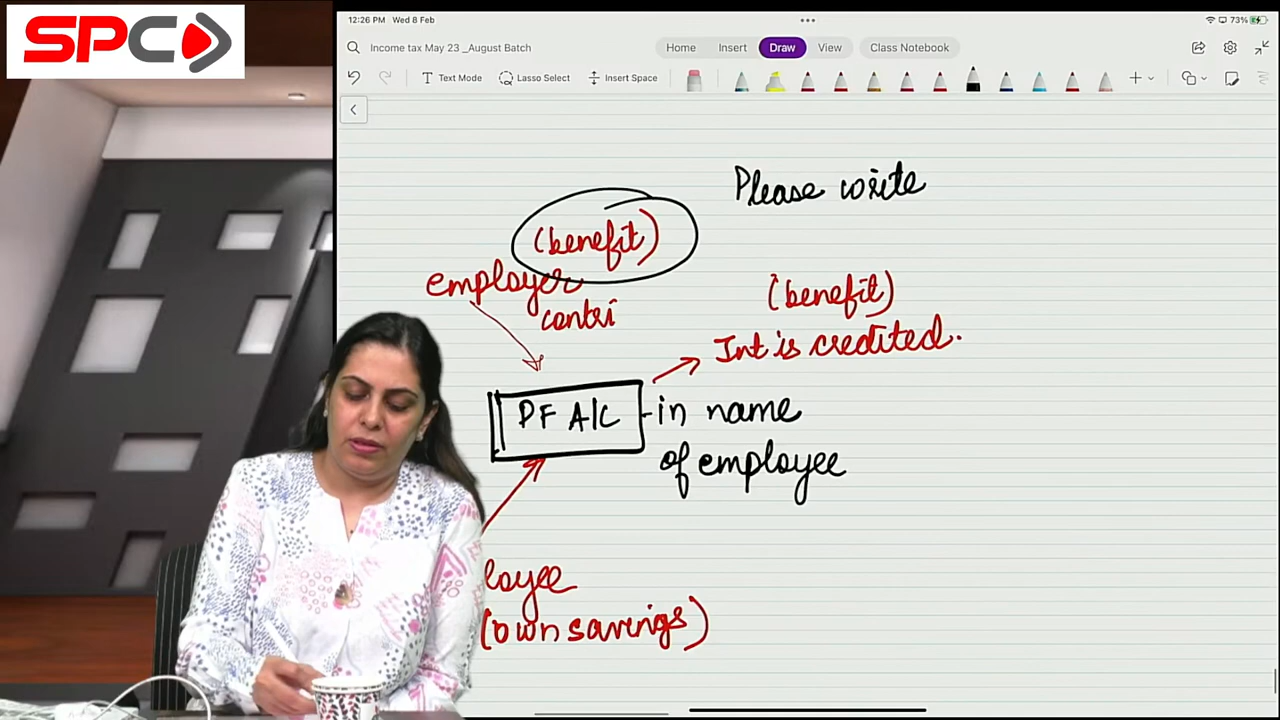 SPC
12:26 PM Wed 8 Feb
73%
Income tax May 23 _August Batch
Home Insert Draw View Class Notebook
Text Mode Lasso Select Insert Space
Please write
(benefit)
employer
contri
(benefit)
Int is credited.
PF A/C - in name
of employee
loyee
(own savings)